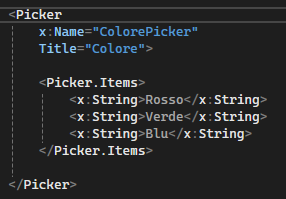 <Picker
x:Name="ColorePicker"
Title="Colore">
<Picker.Items>
<x:String>Rosso</x:String>
<x:String>Verde</x:String>
<x:String>Blu</x:String>
</Picker.Items>
</Picker>